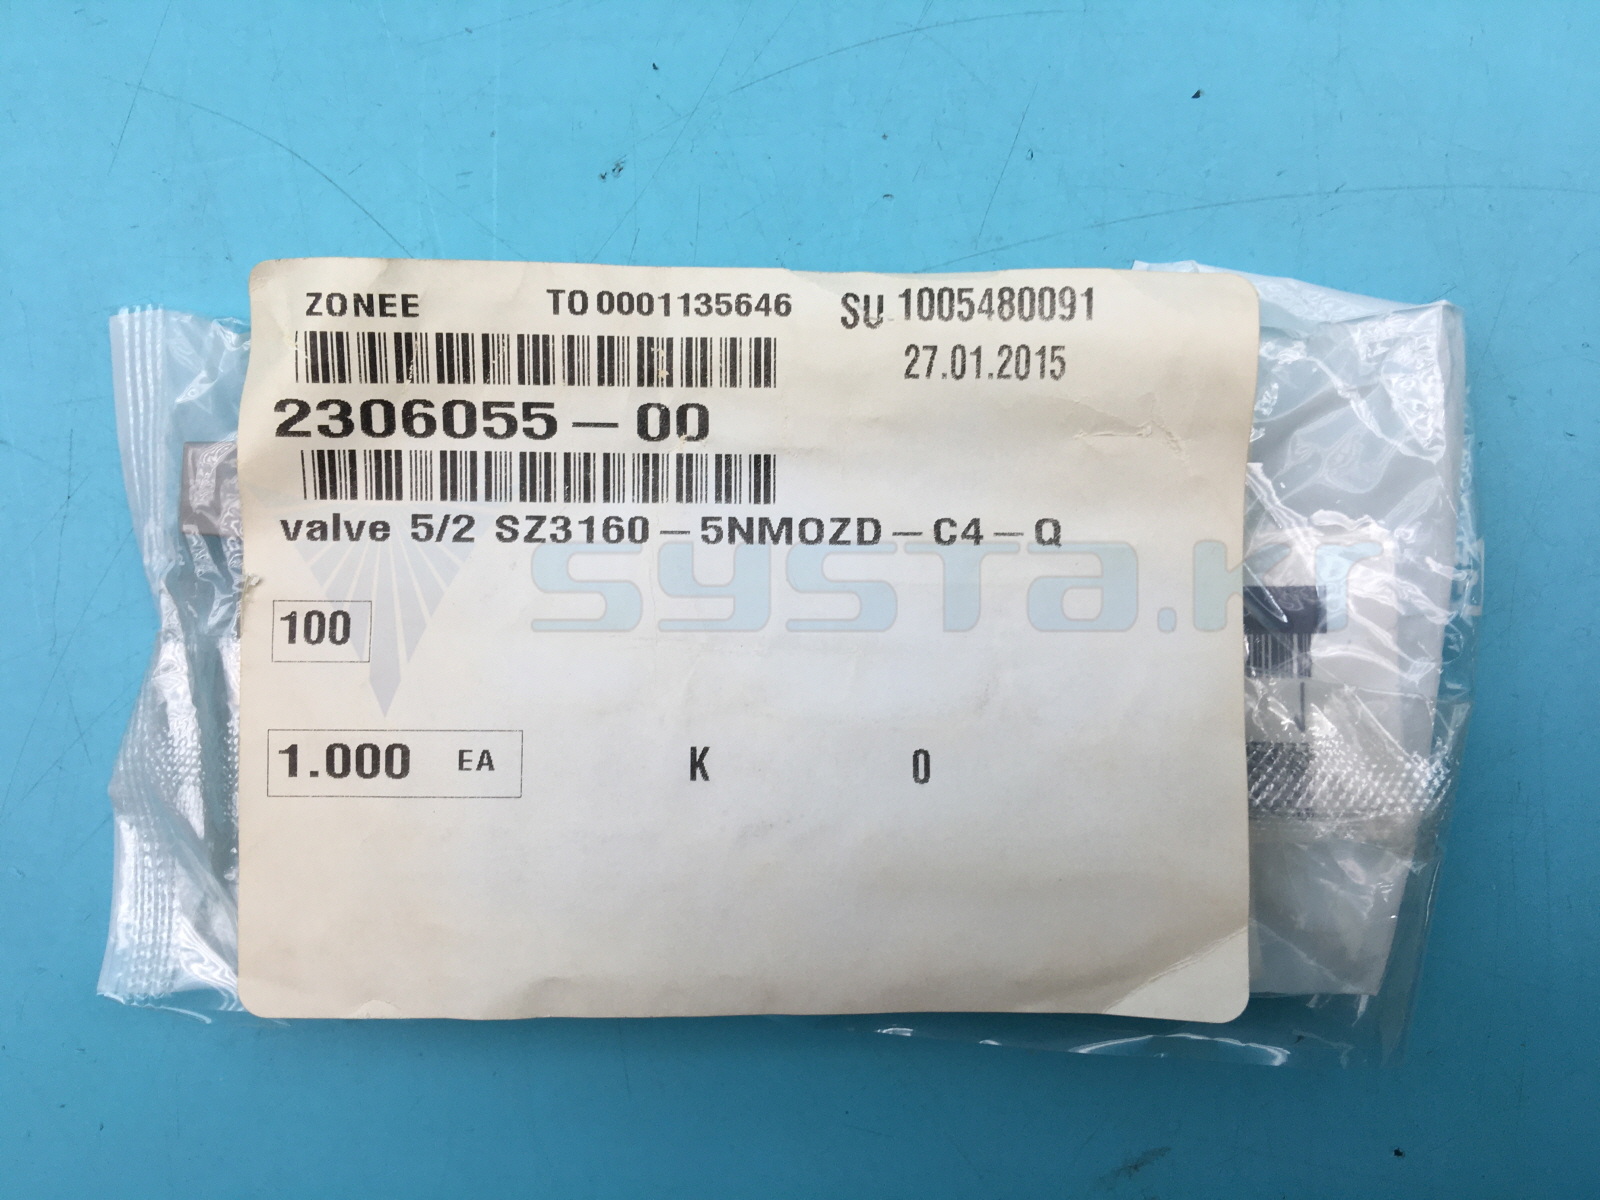 ZONEE TO 0001135646 SU 1005480091
27.01.2015
2306055-00
valve 5/2 SZ3160-5NMOZD-C4-Q
systa.kr
100
1.000 EA K 0